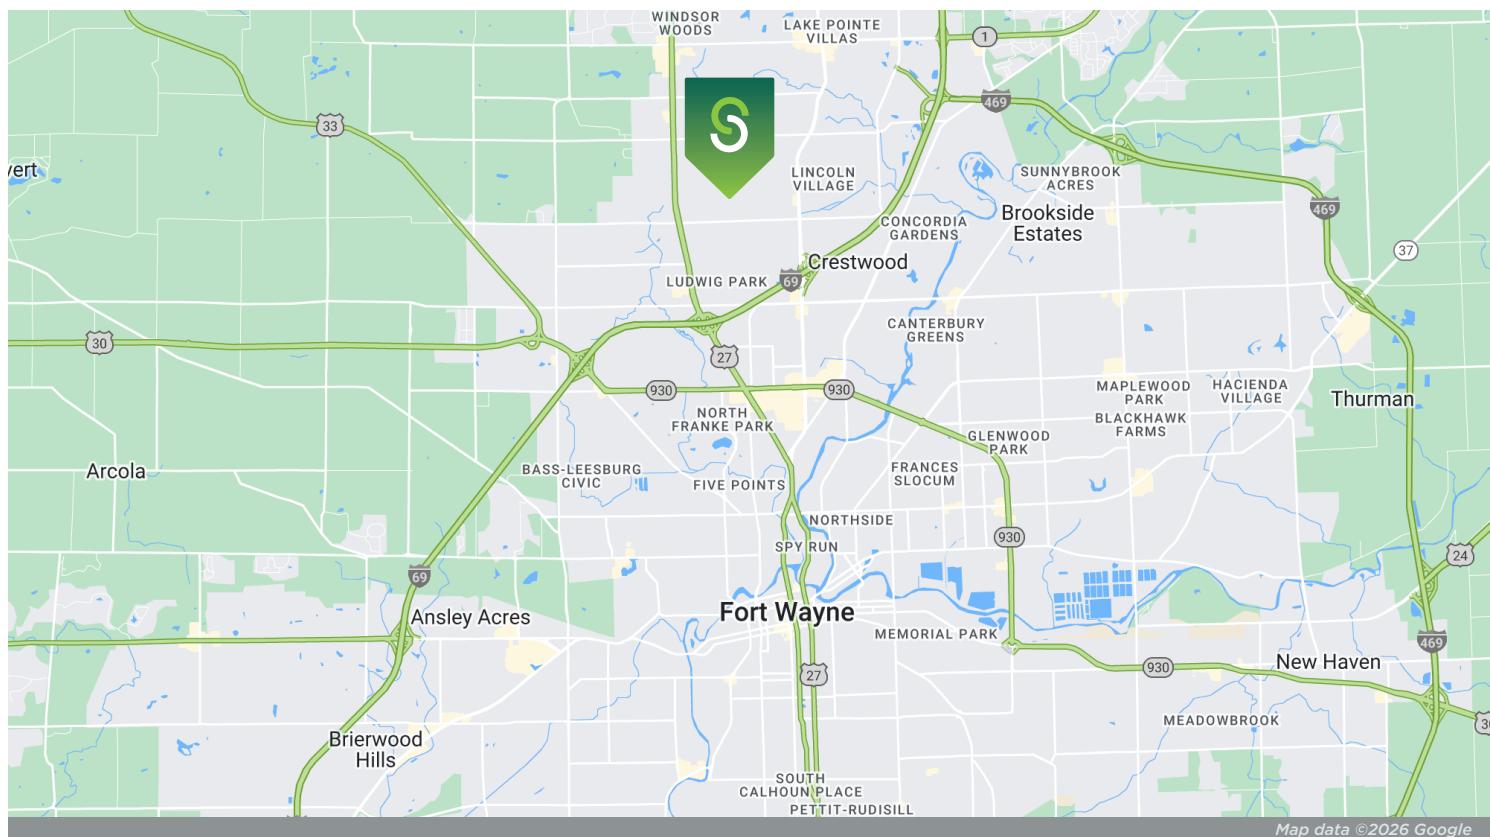 WINDSOR
WOODS
LAKE POINTE
VILLAS
1
469
33
vert
LINCOLN
VILLAGE
SUNNYBROOK
ACRES
469
Brookside
Estates
CONCORDIA
GARDENS
37
Crestwood
LUDWIG PARK
69
CANTERBURY
GREENS
30
27
930
930
MAPLEWOOD
PARK
HACIENDA
VILLAGE
Thurman
NORTH
FRANKE PARK
BLACKHAWK
FARMS
GLENWOOD
PARK
Arcola
BASS-LEESBURG
CIVIC
FIVE POINTS
FRANCES
SLOCUM
NORTHSIDE
930
SPY RUN
24
69
Fort Wayne
Ansley Acres
MEMORIAL PARK
469
New Haven
930
27
MEADOWBROOK
30
Brierwood
Hills
SOUTH
CALHOUN PLACE
PETTIT-RUDISILL
Map data ©2026 Google